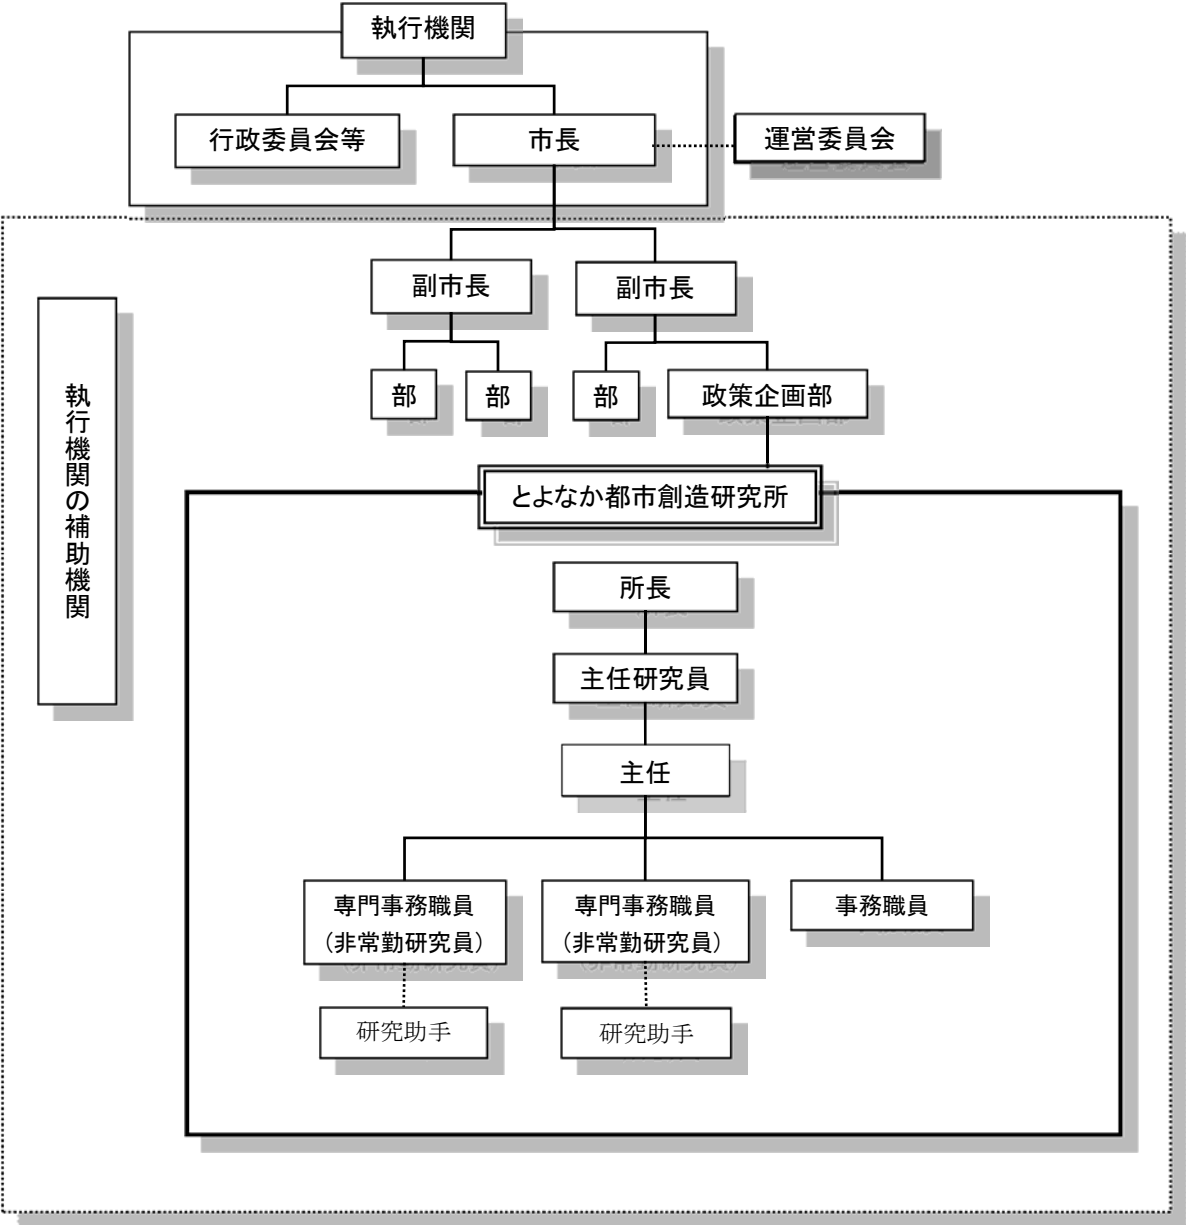 執行機関
行政委員会等
市長
運営委員会
副市長
副市長
部
部
部
政策企画部
執行機関の補助機関
とよなか都市創造研究所
所長
主任研究員
主任
専門事務職員
（非常勤研究員）
専門事務職員
（非常勤研究員）
事務職員
研究助手
研究助手